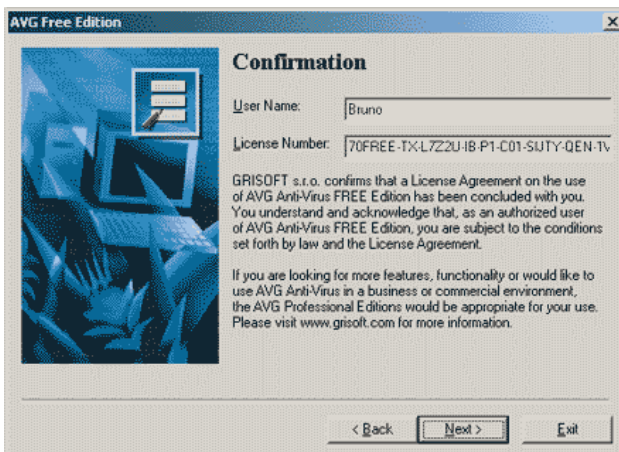 AVG Free Edition
Confirmation
User Name: Bruno
License Number: 70FREE-TX-L7Z2U-IB-P1-C01-SUTY-QEN-1V
GRISOFT s.r.o. confirms that a License Agreement on the use
of AVG Anti-Virus FREE Edition has been concluded with you.
You understand and acknowledge that, as an authorized user
of AVG Anti-Virus FREE Edition, you are subject to the conditions
set forth by law and the License Agreement.
If you are looking for more features, functionality or would like to
use AVG Anti-Virus in a business or commercial environment,
the AVG Professional Editions would be appropriate for your use.
Please visit www.grisoft.com for more information.
< Back Next > Exit